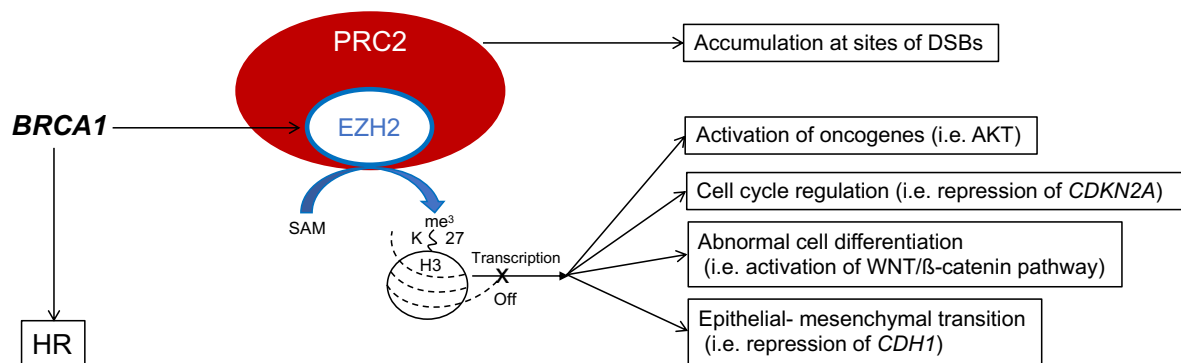 PRC2
Accumulation at sites of DSBs
BRCA1
EZH2
Activation of oncogenes (i.e. AKT)
Cell cycle regulation (i.e. repression of CDKN2A)
SAM
me³
K 27
H3
Transcription
X
Off
Abnormal cell differentiation
(i.e. activation of WNT/ß-catenin pathway)
Epithelial- mesenchymal transition
(i.e. repression of CDH1)
HR